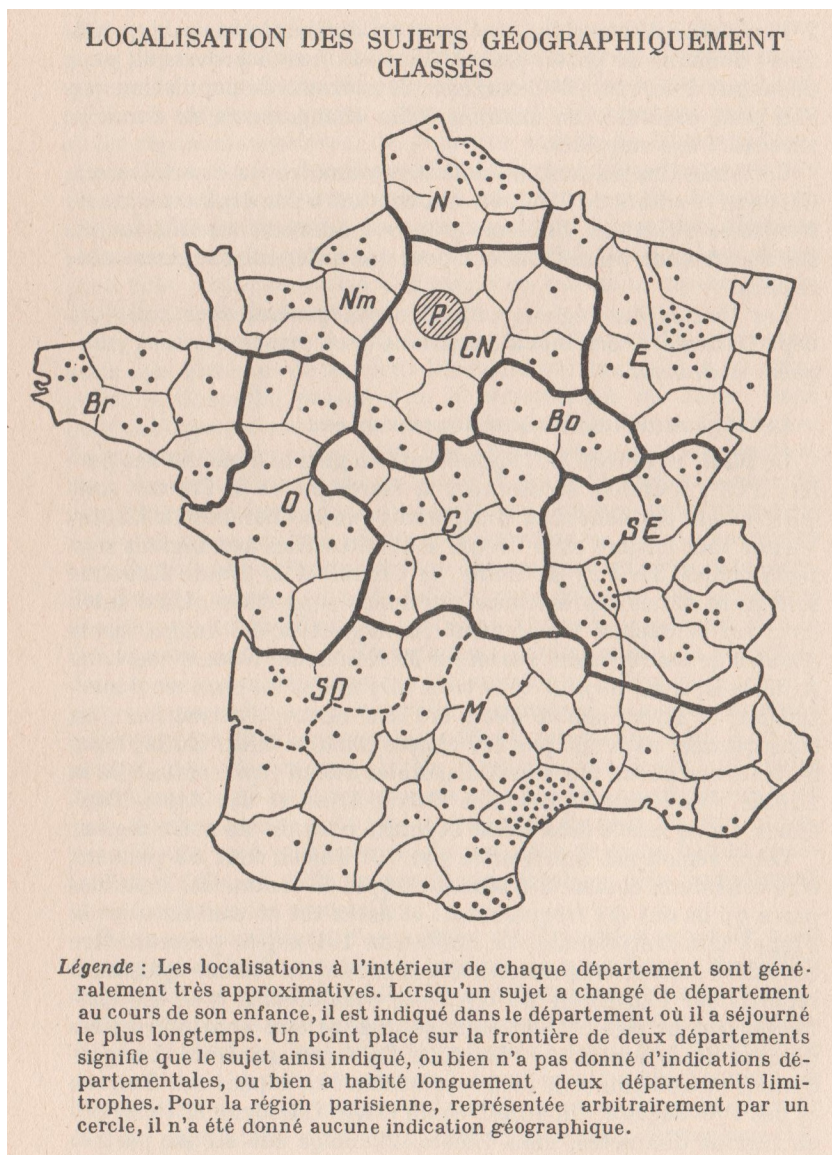 LOCALISATION DES SUJETS GÉOGRAPHIQUEMENT
CLASSÉS
N
Nm
P
CN
E
Br
Bo
O
C
SE
SO
M
Légende : Les localisations à l'intérieur de chaque département sont géné-
ralement très approximatives. Lorsqu'un sujet a changé de département
au cours de son enfance, il est indiqué dans le département où il a séjourné
le plus longtemps. Un point place sur la frontière de deux départements
signifie que le sujet ainsi indiqué, ou bien n'a pas donné d'indications dé-
partementales, ou bien a habité longuement deux départements limi-
trophes. Pour la région parisienne, représentée arbitrairement par un
cercle, il n'a été donné aucune indication géographique.